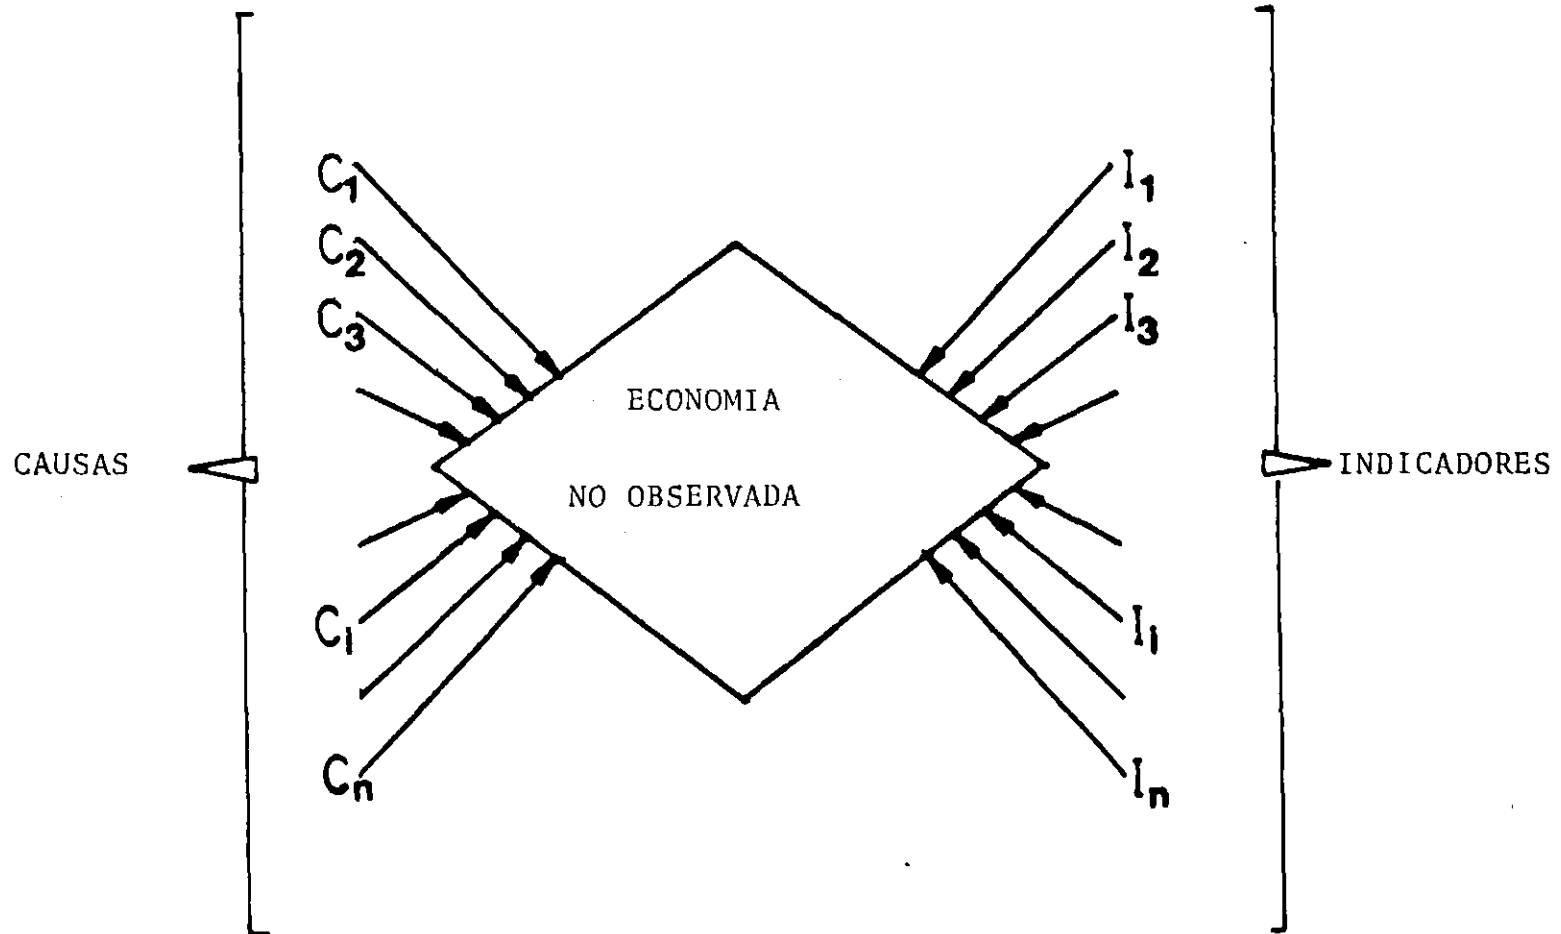 C1
C2
C3
Ci
Cn
CAUSAS
ECONOMIA
NO OBSERVADA
I1
I2
I3
Ii
In
INDICADORES